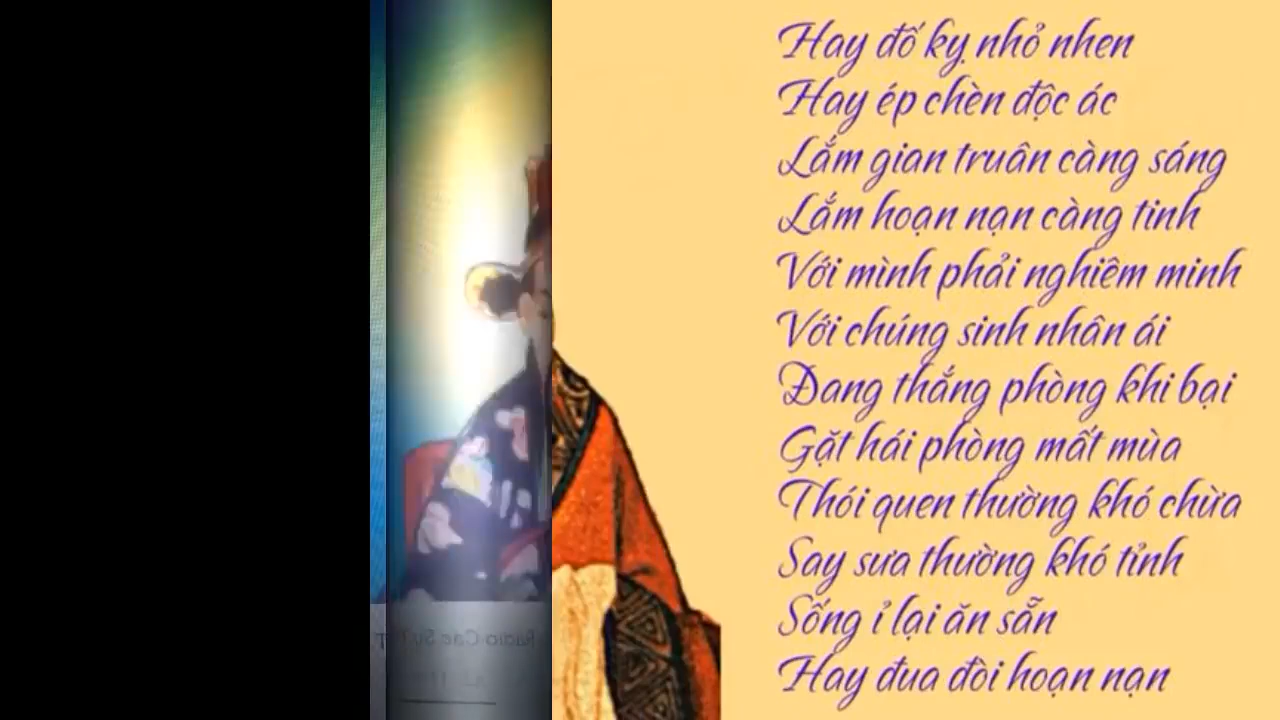 Hay đố kỵ nhỏ nhen
Hay ép chèn độc ác
Lắm gian truân càng sáng
Lắm hoạn nạn càng tinh
Với mình phải nghiêm minh
Với chúng sinh nhân ái
Đang thắng phòng khi bại
Gặt hái phòng mất mùa
Thói quen thường khó chừa
Say sưa thường khó tỉnh
Sống ỉ lại ăn sẵn
Hay đua đòi hoạn nạn